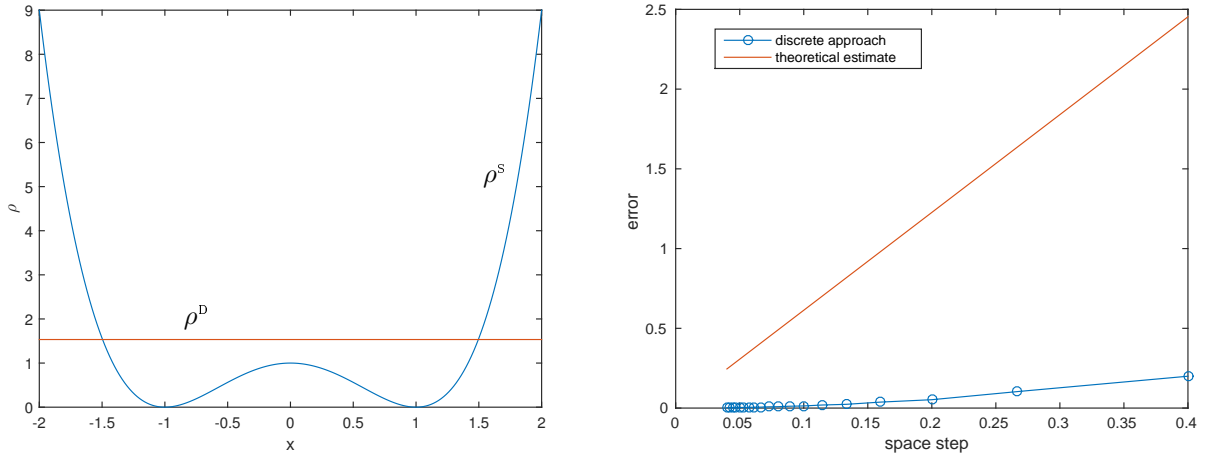 9
8
7
6
5
4
3
2
1
0
ρ
-2 -1.5 -1 -0.5 0 0.5 1 1.5 2
x
ρ^S
ρ^D
2.5
2
1.5
1
0.5
0
error
discrete approach
theoretical estimate
0 0.05 0.1 0.15 0.2 0.25 0.3 0.35 0.4
space step